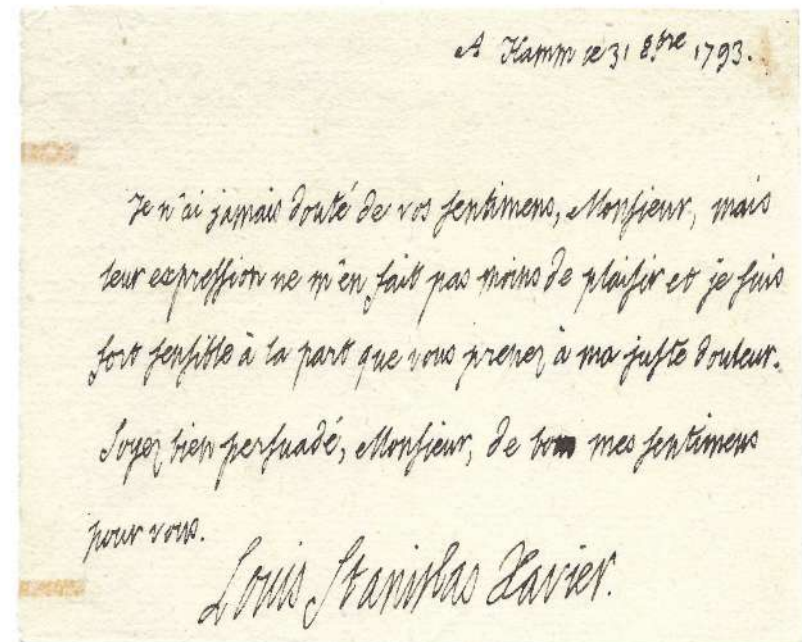 A Hamm ce 31 8.bre 1793.
Je n'ai jamais douté de vos sentimens, Monsieur, mais
leur expression ne m'en fait pas moins de plaisir et je suis
fort sensible à la part que vous prenez à ma juste douleur.
Soyez bien persuadé, Monsieur, de mes sentimens
pour vous.
Louis Stanislas Xavier.